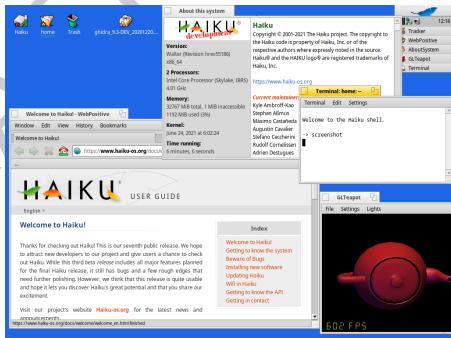 Haiku
home
Trash
ghidra_9.3-DEV_20201220...
About this system
HAIKU
development
Version:
Walter (Revision hrev55186)
x86_64
2 Processors:
Intel Core Processor (Skylake, IBRS)
4.01 GHz
Memory:
32767 MiB total, 1 MiB inaccessible
1192 MiB used (3%)
Kernel:
June 24, 2021 at 6:02:24
Time running:
6 minutes, 6 seconds
Haiku
Copyright © 2001-2021 The Haiku project. The copyright to
the Haiku code is property of Haiku, Inc. or of the
respective authors where expressly noted in the source.
Haiku® and the HAIKU logo® are registered trademarks of
Haiku, Inc.
https://www.haiku-os.org
Current maintainers:
Kyle Ambroff-Kao
Stephan Aßmus
Máximo Castañeda
Augustin Cavalier
Stefano Ceccherini
Rudolf Cornelissen
Adrien Destugues
12:16
Tracker
WebPositive
AboutSystem
GLTeapot
Terminal
Terminal: home: --
Terminal Edit Settings
Welcome to the Haiku shell.
~> screenshot
Welcome to Haiku! - WebPositive
Window Edit View History Bookmarks
Welcome to Haiku!
https://www.haiku-os.org/docs/
HAIKU USER GUIDE
English
Welcome to Haiku!
Thanks for checking out Haiku! This is our seventh public release. We hope
to attract new developers to our project and give users a chance to check
out Haiku. While this third beta release includes all major features planned
for the final Haiku release, it still has bugs and a few rough edges that
need further polishing. However, we think that this release is quite usable
and hope it lets you discover Haiku's great potential and that you share our
excitement.
Visit our project's website Haiku-os.org for the latest news and
announcements.
Index
Welcome to Haiku!
Getting to know the system
Beware of Bugs
Installing new software
Updating Haiku
Wifi in Haiku
Getting to know the API
Getting in contact
https://www.haiku-os.org/docs/welcome/welcome_en.html finished
GLTeapot
File Settings Lights
602 FPS